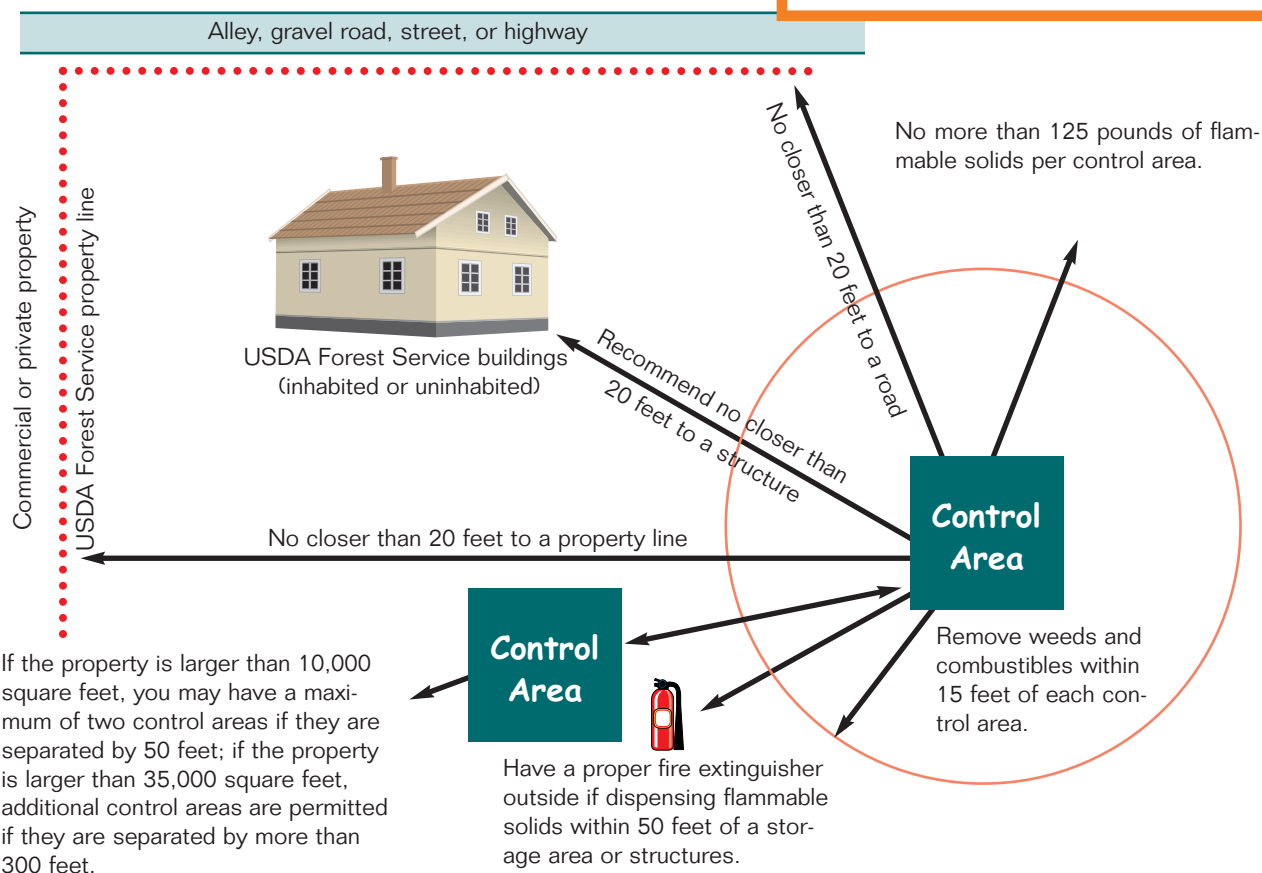 Alley, gravel road, street, or highway
No closer than 20 feet to a road
No more than 125 pounds of flam-
mable solids per control area.
Commercial or private property
USDA Forest Service property line
USDA Forest Service buildings
(inhabited or uninhabited)
Recommend no closer than
20 feet to a structure
No closer than 20 feet to a property line
Control
Area
Control
Area
Remove weeds and
combustibles within
15 feet of each con-
trol area.
If the property is larger than 10,000
square feet, you may have a maxi-
mum of two control areas if they are
separated by 50 feet; if the property
is larger than 35,000 square feet,
additional control areas are permitted
if they are separated by more than
300 feet.
Have a proper fire extinguisher
outside if dispensing flammable
solids within 50 feet of a stor-
age area or structures.